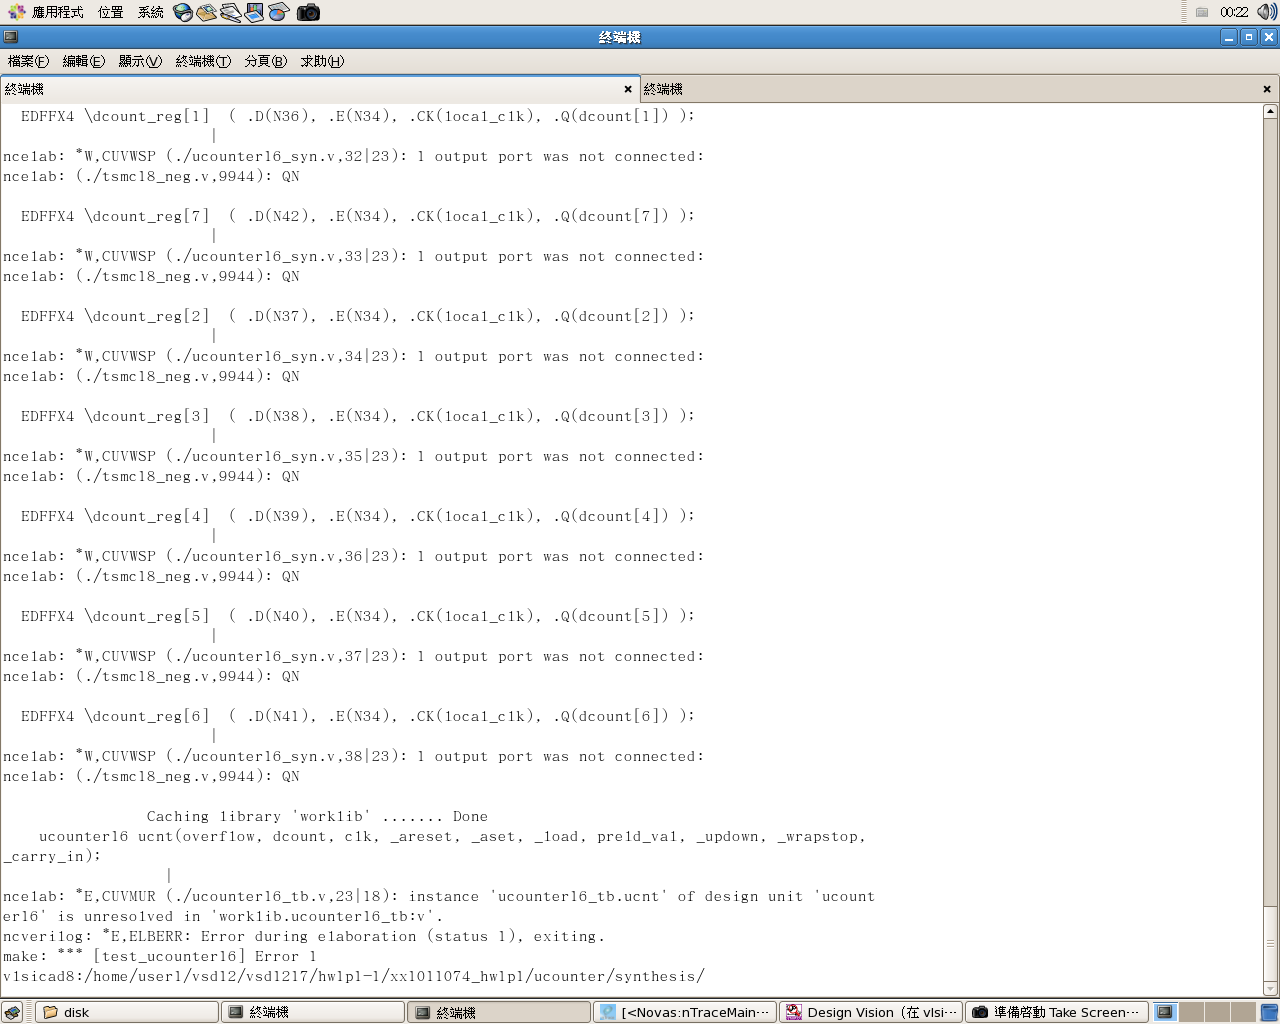 應用程式 位置 系統 00:22
終端機
檔案(F) 編輯(E) 顯示(V) 終端機(T) 分頁(B) 求助(H)
終端機 終端機
EDFFX4 \dcount_reg[1]  ( .D(N36), .E(N34), .CK(local_clk), .Q(dcount[1]) );
|
ncelab: *W,CUVWSP (./ucounter16_syn.v,32|23): 1 output port was not connected:
ncelab: (./tsmc18_neg.v,9944): QN
EDFFX4 \dcount_reg[7]  ( .D(N42), .E(N34), .CK(local_clk), .Q(dcount[7]) );
|
ncelab: *W,CUVWSP (./ucounter16_syn.v,33|23): 1 output port was not connected:
ncelab: (./tsmc18_neg.v,9944): QN
EDFFX4 \dcount_reg[2]  ( .D(N37), .E(N34), .CK(local_clk), .Q(dcount[2]) );
|
ncelab: *W,CUVWSP (./ucounter16_syn.v,34|23): 1 output port was not connected:
ncelab: (./tsmc18_neg.v,9944): QN
EDFFX4 \dcount_reg[3]  ( .D(N38), .E(N34), .CK(local_clk), .Q(dcount[3]) );
|
ncelab: *W,CUVWSP (./ucounter16_syn.v,35|23): 1 output port was not connected:
ncelab: (./tsmc18_neg.v,9944): QN
EDFFX4 \dcount_reg[4]  ( .D(N39), .E(N34), .CK(local_clk), .Q(dcount[4]) );
|
ncelab: *W,CUVWSP (./ucounter16_syn.v,36|23): 1 output port was not connected:
ncelab: (./tsmc18_neg.v,9944): QN
EDFFX4 \dcount_reg[5]  ( .D(N40), .E(N34), .CK(local_clk), .Q(dcount[5]) );
|
ncelab: *W,CUVWSP (./ucounter16_syn.v,37|23): 1 output port was not connected:
ncelab: (./tsmc18_neg.v,9944): QN
EDFFX4 \dcount_reg[6]  ( .D(N41), .E(N34), .CK(local_clk), .Q(dcount[6]) );
|
ncelab: *W,CUVWSP (./ucounter16_syn.v,38|23): 1 output port was not connected:
ncelab: (./tsmc18_neg.v,9944): QN
Caching library 'worklib' ....... Done
ucounter16 ucnt(overflow, dcount, clk, _areset, _aset, _load, preld_val, _updown, _wrapstop,
_carry_in);
|
ncelab: *E,CUVMUR (./ucounter16_tb.v,23|18): instance 'ucounter16_tb.ucnt' of design unit 'ucount
er16' is unresolved in 'worklib.ucounter16_tb:v'.
ncverilog: *E,ELBERR: Error during elaboration (status 1), exiting.
make: *** [test_ucounter16] Error 1
vlsicad8:/home/user1/vsd12/vsd1217/hw1p1-1/xxl011074_hw1p1/ucounter/synthesis/
disk 終端機 終端機 [<Novas:nTraceMain… Design Vision（在 vlsi… 準備啓動 Take Screen…